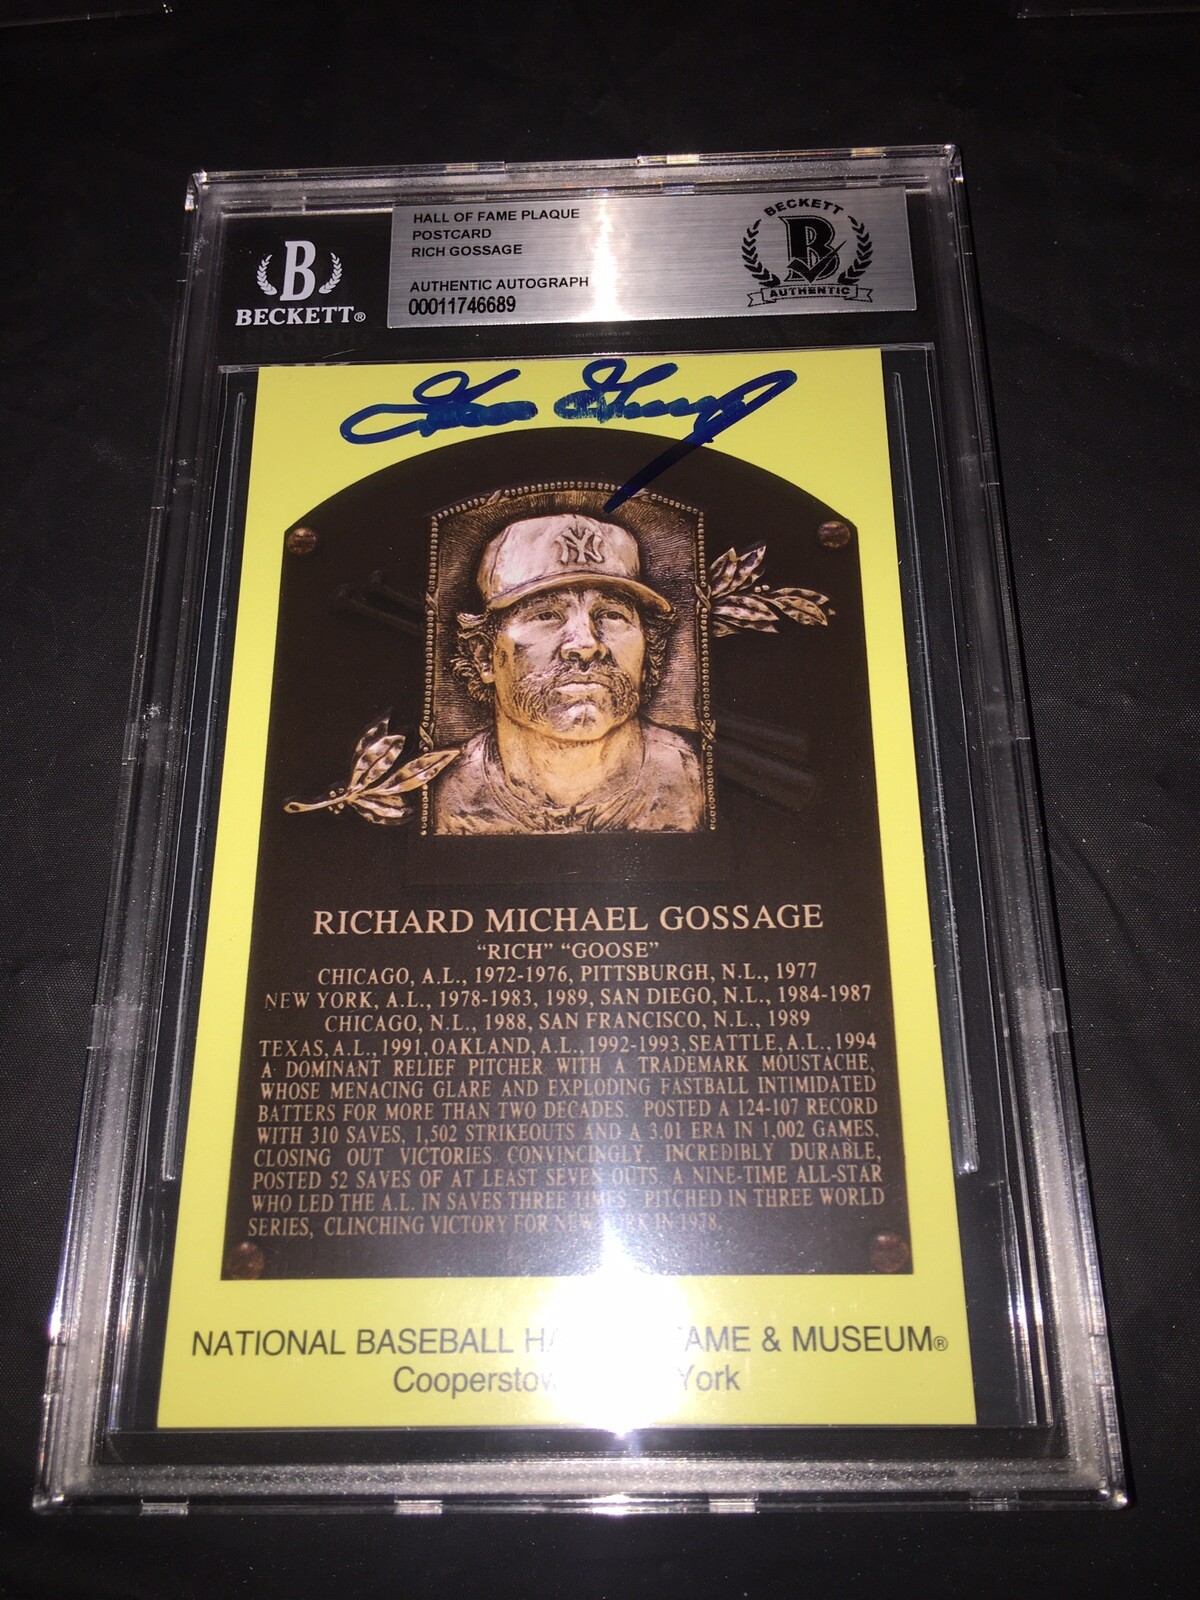 HALL OF FAME PLAQUE
POSTCARD
RICH GOSSAGE
AUTHENTIC AUTOGRAPH
00011746689
B
BECKETT®
BECKETT
B
AUTHENTIC
Goose Gossage
NY
RICHARD MICHAEL GOSSAGE
“RICH” “GOOSE”
CHICAGO, A.L., 1972-1976, PITTSBURGH, N.L., 1977
NEW YORK, A.L., 1978-1983, 1989, SAN DIEGO, N.L., 1984-1987
CHICAGO, N.L., 1988, SAN FRANCISCO, N.L., 1989
TEXAS, A.L., 1991, OAKLAND, A.L., 1992-1993, SEATTLE, A.L., 1994
A DOMINANT RELIEF PITCHER WITH A TRADEMARK MOUSTACHE,
WHOSE MENACING GLARE AND EXPLODING FASTBALL INTIMIDATED
BATTERS FOR MORE THAN TWO DECADES. POSTED A 124-107 RECORD
WITH 310 SAVES, 1,502 STRIKEOUTS AND A 3.01 ERA IN 1,002 GAMES,
CLOSING OUT VICTORIES CONVINCINGLY. INCREDIBLY DURABLE,
POSTED 52 SAVES OF AT LEAST SEVEN OUTS. A NINE-TIME ALL-STAR
WHO LED THE A.L. IN SAVES THREE TIMES. PITCHED IN THREE WORLD
SERIES, CLINCHING VICTORY FOR NEW YORK IN 1978.
NATIONAL BASEBALL HA AME & MUSEUM®
Cooperstow York